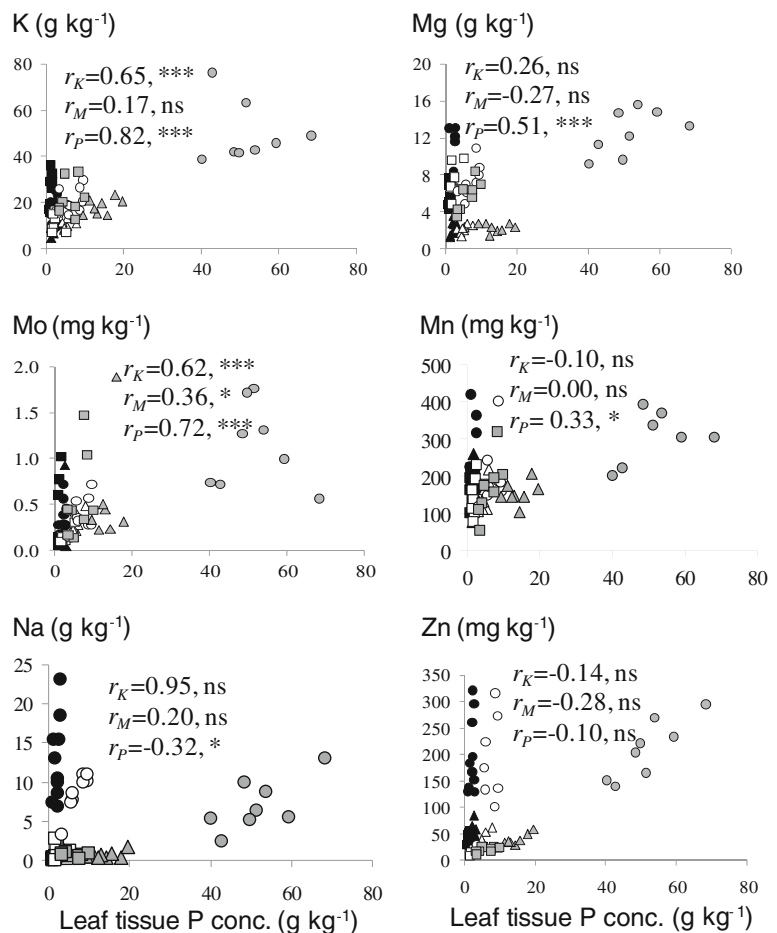 K (g kg-1)
80
60
40
20
0
0 20 40 60 80
rK=0.65, ***
rM=0.17, ns
rP=0.82, ***
Mg (g kg-1)
20
16
12
8
4
0
0 20 40 60 80
rK=0.26, ns
rM=-0.27, ns
rP=0.51, ***
Mo (mg kg-1)
2.0
1.5
1.0
0.5
0.0
0 20 40 60 80
rK=0.62, ***
rM=0.36, *
rP=0.72, ***
Mn (mg kg-1)
500
400
300
200
100
0
0 20 40 60 80
rK=-0.10, ns
rM=0.00, ns
rP= 0.33, *
Na (g kg-1)
25
20
15
10
5
0
0 20 40 60 80
rK=0.95, ns
rM=0.20, ns
rP=-0.32, *
Leaf tissue P conc. (g kg-1)
Zn (mg kg-1)
350
300
250
200
150
100
50
0
0 20 40 60 80
rK=-0.14, ns
rM=-0.28, ns
rP=-0.10, ns
Leaf tissue P conc. (g kg-1)